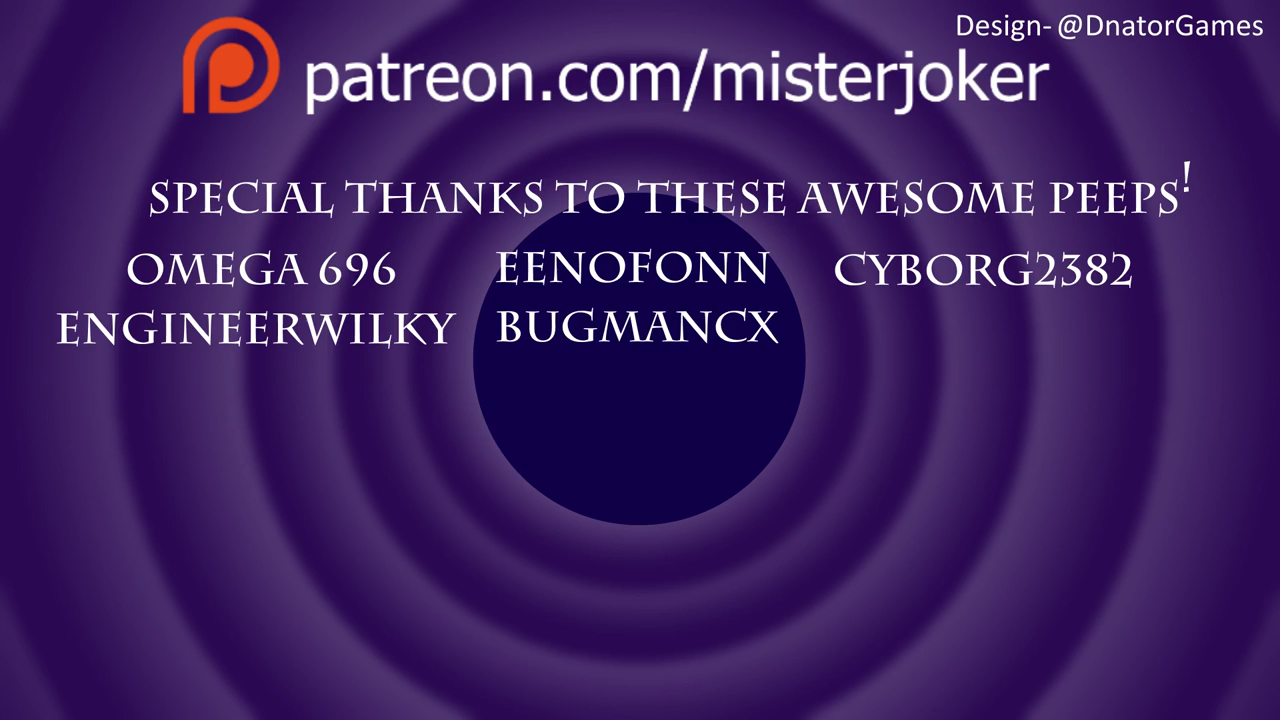 Design- @DnatorGames
patreon.com/misterjoker
SPECIAL THANKS TO THESE AWESOME PEEPS!
OMEGA 696 EENOFONN CYBORG2382
ENGINEERWILKY BUGMANCX